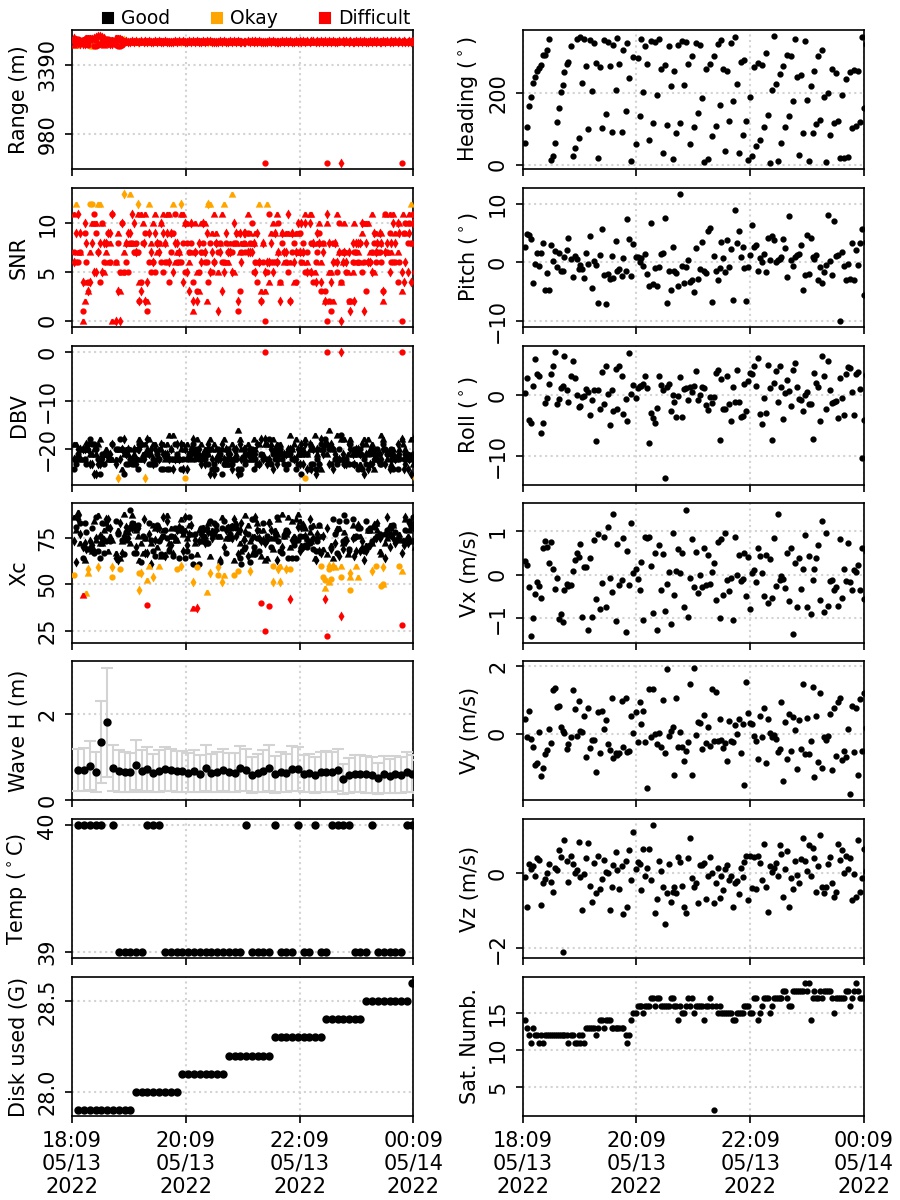 Good Okay Difficult
Range (m)
3390
980
Heading (°)
200
0
SNR
10
5
0
Pitch (°)
10
0
−10
DBV
0
−10
−20
Roll (°)
0
−10
Xc
75
50
25
Vx (m/s)
1
0
−1
Wave H (m)
2
0
Vy (m/s)
2
0
Temp (°C)
40
39
Vz (m/s)
0
−2
Disk used (G)
28.5
28.0
Sat. Numb.
15
10
5
18:09 20:09 22:09 00:09
05/13 05/13 05/13 05/14
2022 2022 2022 2022
18:09 20:09 22:09 00:09
05/13 05/13 05/13 05/14
2022 2022 2022 2022